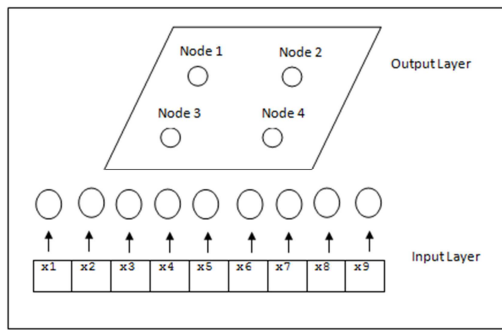 Node 1 Node 2
Output Layer
Node 3 Node 4
x1 x2 x3 x4 x5 x6 x7 x8 x9
Input Layer